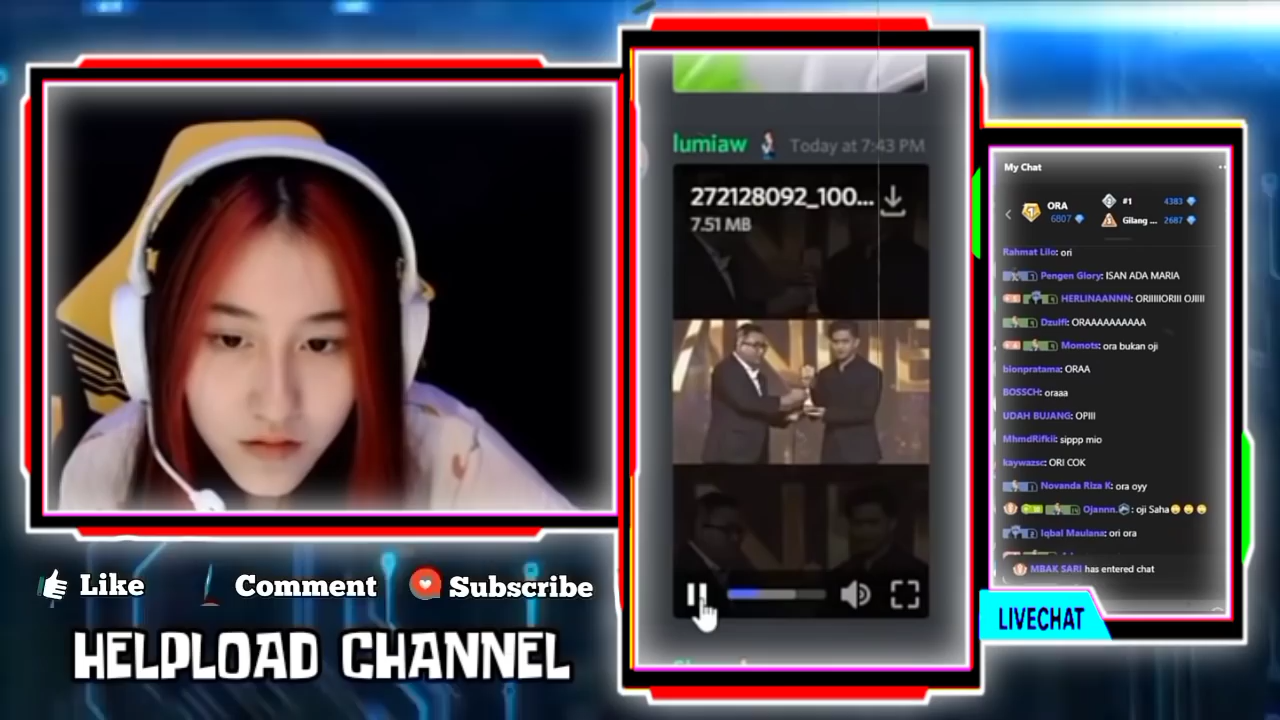 lumiaw Today at 7:43 PM
272128092_100...
7.51 MB
Like Comment Subscribe
HELPLOAD CHANNEL
My Chat
ORA
6807
#1 4383
Gilang ... 2687
Rahmat Lilo: ori
Pengen Glory: ISAN ADA MARIA
HERLINAANNN: ORIIIIIORIII OJIIII
Dzulfi: ORAAAAAAAAAA
Momots: ora bukan oji
bionpratama: ORAA
BOSSCH: oraaa
UDAH BUJANG: OPIII
MhmdRifkii: sippp mio
kaywazsc: ORI COK
Novanda Riza K: ora oyy
Ojannn.: oji Saha
Iqbal Maulana: ori ora
MBAK SARI has entered chat
LIVECHAT